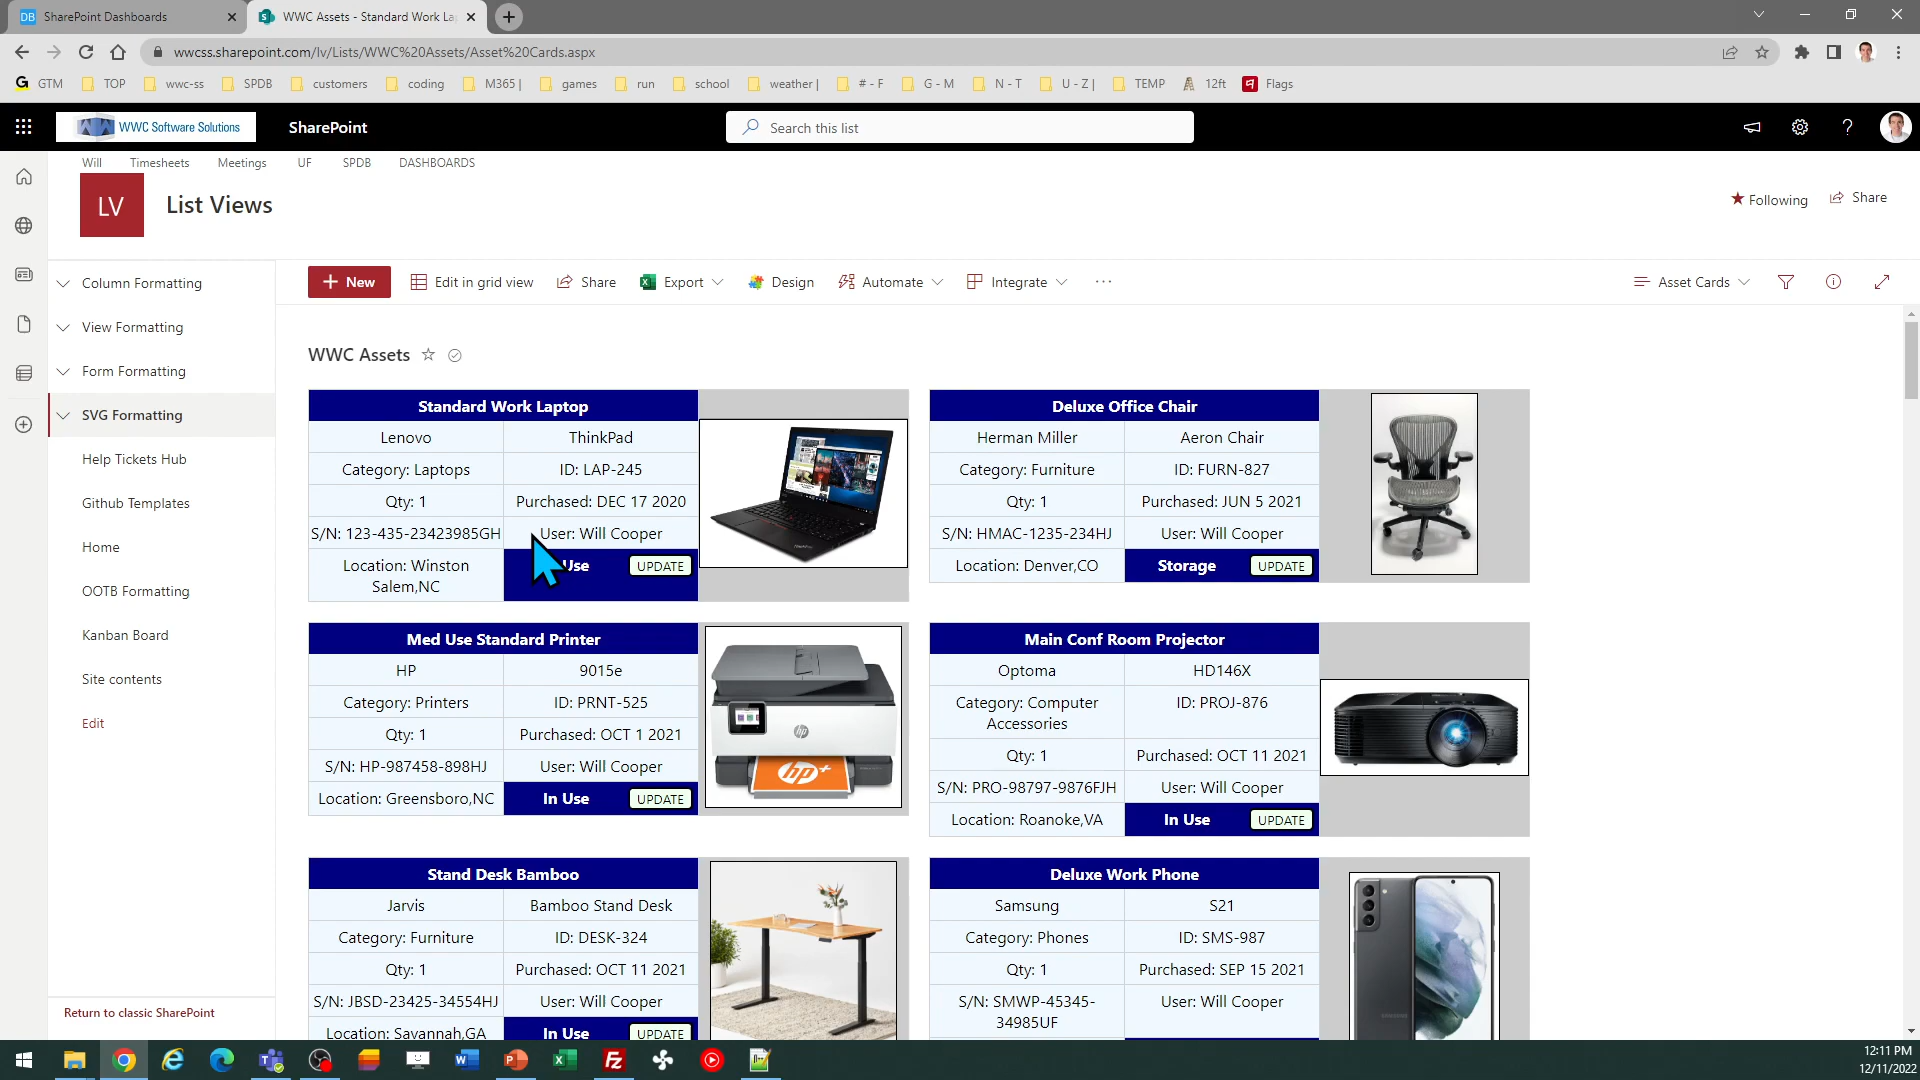 DB SharePoint Dashboards
WWC Assets - Standard Work La
wwcss.sharepoint.com/lv/Lists/WWC%20Assets/Asset%20Cards.aspx
G GTM TOP wwc-ss SPDB customers coding M365 | games run school weather | # - F G - M N - T U - Z | TEMP 12ft Flags
WWC Software Solutions SharePoint Search this list
Will Timesheets Meetings UF SPDB DASHBOARDS
LV List Views
Following Share
New Edit in grid view Share Export Design Automate Integrate ... Asset Cards
Column Formatting
View Formatting
Form Formatting
SVG Formatting
Help Tickets Hub
Github Templates
Home
OOTB Formatting
Kanban Board
Site contents
Edit
Return to classic SharePoint
WWC Assets
Standard Work Laptop
Lenovo ThinkPad
Category: Laptops ID: LAP-245
Qty: 1 Purchased: DEC 17 2020
S/N: 123-435-23423985GH User: Will Cooper
Location: Winston Use UPDATE
Salem,NC
Deluxe Office Chair
Herman Miller Aeron Chair
Category: Furniture ID: FURN-827
Qty: 1 Purchased: JUN 5 2021
S/N: HMAC-1235-234HJ User: Will Cooper
Location: Denver,CO Storage UPDATE
Med Use Standard Printer
HP 9015e
Category: Printers ID: PRNT-525
Qty: 1 Purchased: OCT 1 2021
S/N: HP-987458-898HJ User: Will Cooper
Location: Greensboro,NC In Use UPDATE
hp
hp+
Main Conf Room Projector
Optoma HD146X
Category: Computer ID: PROJ-876
Accessories
Qty: 1 Purchased: OCT 11 2021
S/N: PRO-98797-9876FJH User: Will Cooper
Location: Roanoke,VA In Use UPDATE
Stand Desk Bamboo
Jarvis Bamboo Stand Desk
Category: Furniture ID: DESK-324
Qty: 1 Purchased: OCT 11 2021
S/N: JBSD-23425-34554HJ User: Will Cooper
Location: Savannah,GA In Use UPDATE
Deluxe Work Phone
Samsung S21
Category: Phones ID: SMS-987
Qty: 1 Purchased: SEP 15 2021
S/N: SMWP-45345- User: Will Cooper
34985UF
SAMSUNG
12:11 PM
12/11/2022